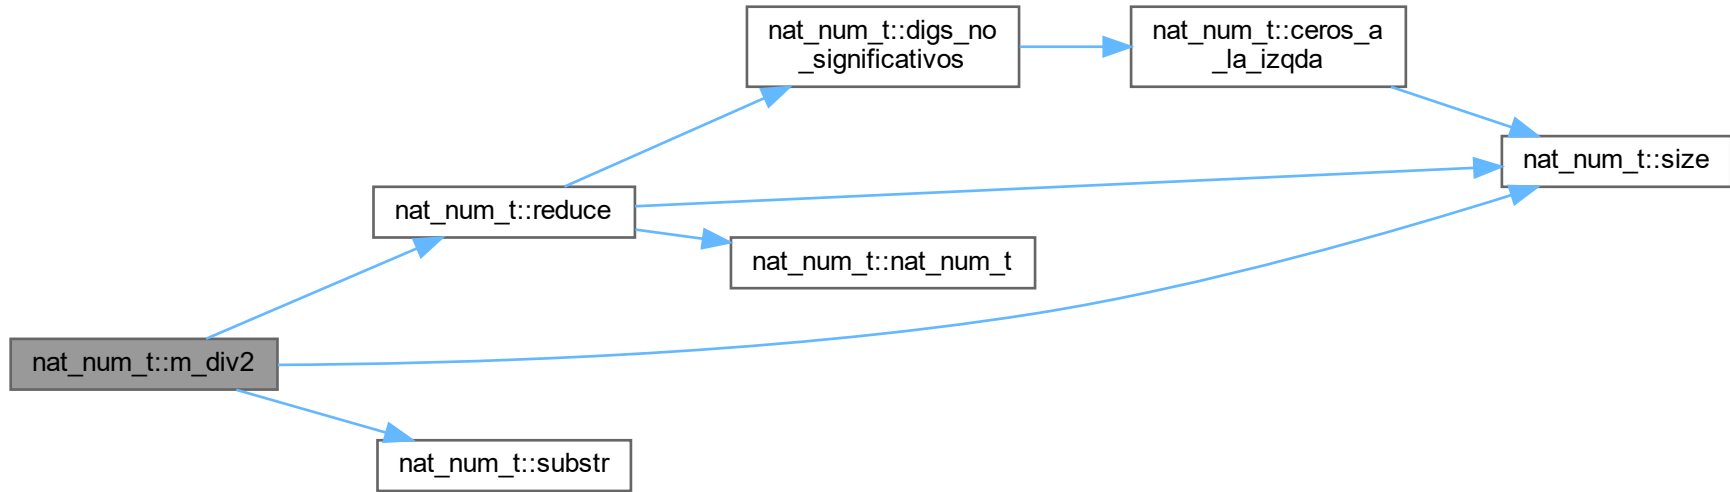 nat_num_t::digs_no
_significativos
nat_num_t::ceros_a
_la_izqda
nat_num_t::size
nat_num_t::reduce
nat_num_t::nat_num_t
nat_num_t::m_div2
nat_num_t::substr